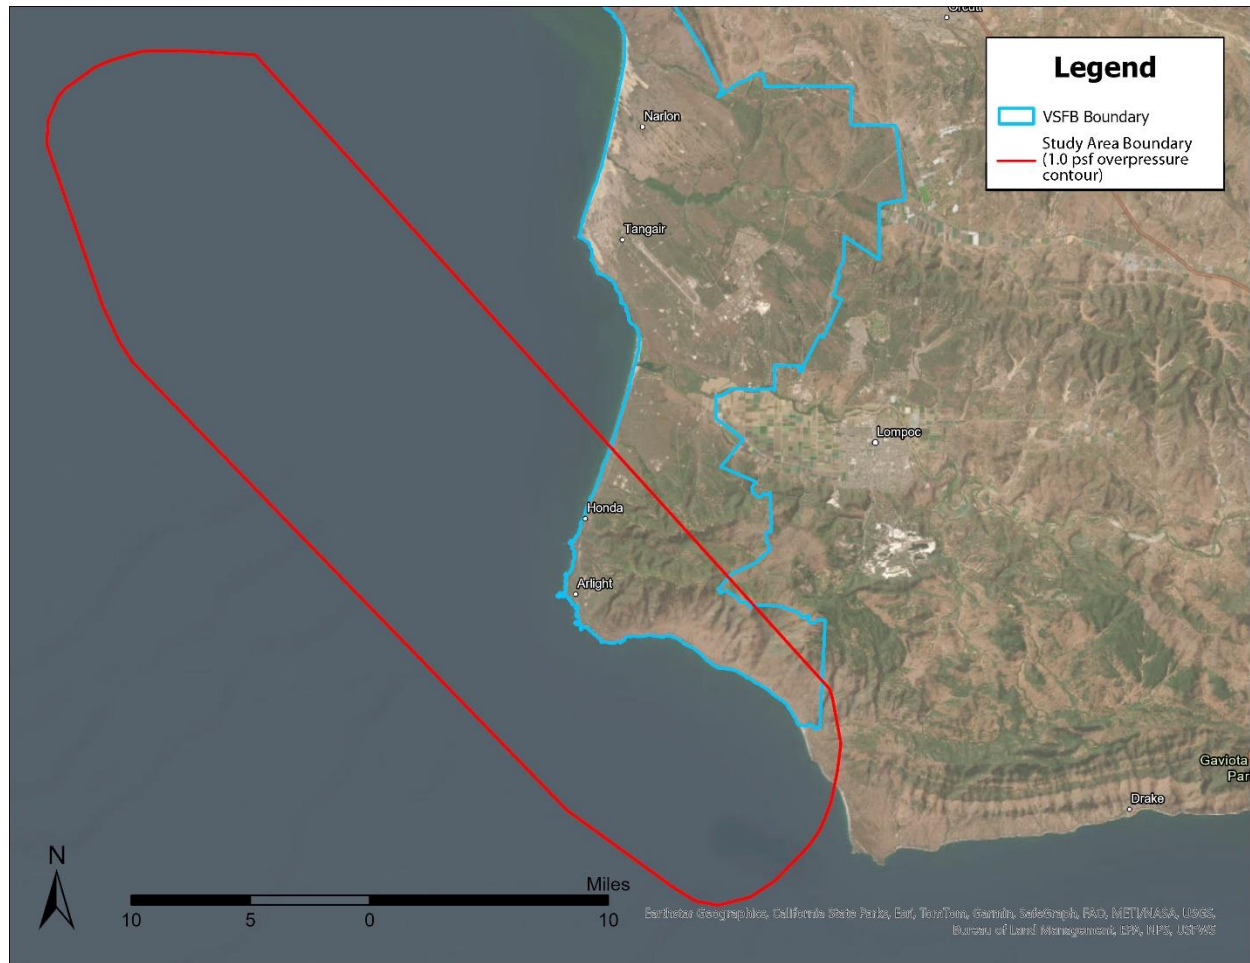 Orcutt
Legend
VSFB Boundary
Study Area Boundary
(1.0 psf overpressure
contour)
Narlon
Tangair
Lompoc
Honda
Arlight
Gaviota
Par
Drake
N
Miles
10 5 0 10
Earthstar Geographics, California State Parks, Esri, TomTom, Garmin, SafeGraph, FAO, METI/NASA, USGS,
Bureau of Land Management, EPA, NPS, USFWS